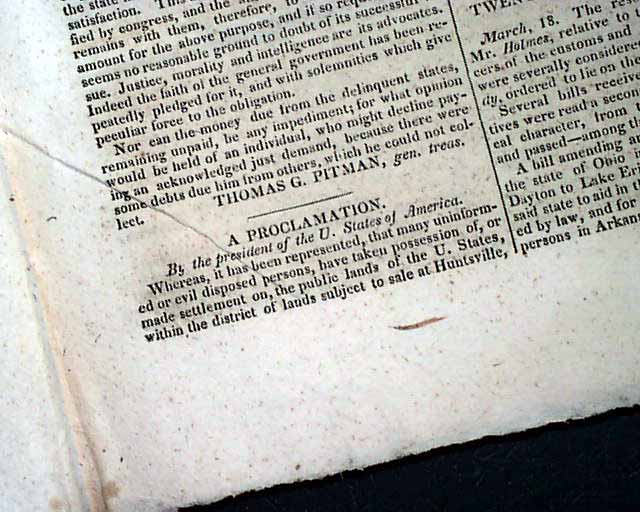 the state
satisfaction.
fied by congress, and the
remains with them, therefore, to
amount for the above purpose, and if so requ
seems no reasonable ground to doubt of its successful
sue. Justice, morality and intelligence are its advocates.
Indeed the faith of the general government has been re-
peatedly pledged for it, and with solemnities which give
peculiar force to the obligation.
Nor can the money due from the delinquent states,
remaining unpaid, be any impediment; for what opinion
would be held of an individual, who might decline pay-
ing an acknowledged just demand, because there were
some debts due him from others, which he could not col-
lect.
THOMAS G. PITMAN, gen. treas.
A PROCLAMATION.
By the president of the U. States of America.
Whereas, it has been represented, that many uninform-
ed or evil disposed persons, have taken possession of, or
made settlement on, the public lands of the U. States,
within the district of lands subject to sale at Huntsville,
TWEN
March, 18. The res
Mr. Holmes, relative to
cers of the customs and
were severally considere
dy, ordered to lie on the
Several bills receiv
tives were read a secon
eal character, from
and passed—among th
A bill amending a
the state of Ohio
Dayton to Lake Er
said state to aid in
ed by law, and for
persons in Arkan